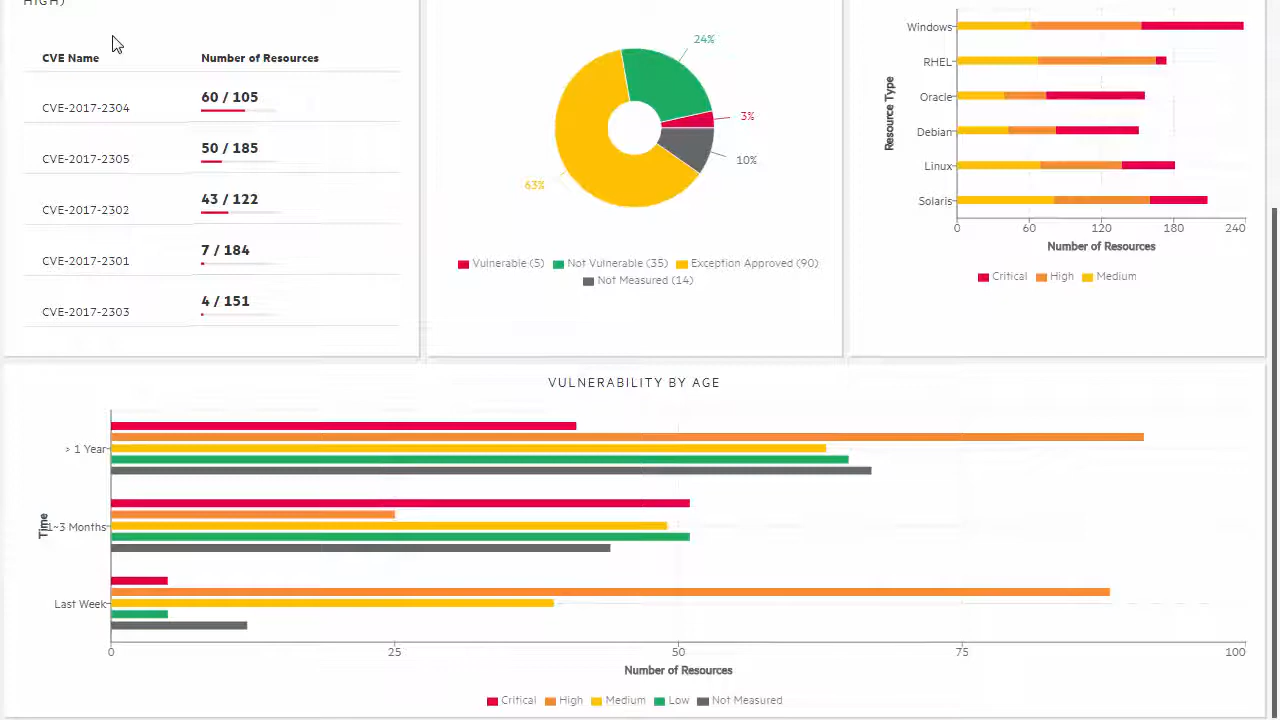 HIGH)
CVE Name Number of Resources
CVE-2017-2304 60 / 105
CVE-2017-2305 50 / 185
CVE-2017-2302 43 / 122
CVE-2017-2301 7 / 184
CVE-2017-2303 4 / 151
24%
3%
10%
63%
Vulnerable (5) Not Vulnerable (35) Exception Approved (90)
Not Measured (14)
Resource Type
Windows
RHEL
Oracle
Debian
Linux
Solaris
0 60 120 180 240
Number of Resources
Critical High Medium
VULNERABILITY BY AGE
Time
> 1 Year
1~3 Months
Last Week
0 25 50 75 100
Number of Resources
Critical High Medium Low Not Measured